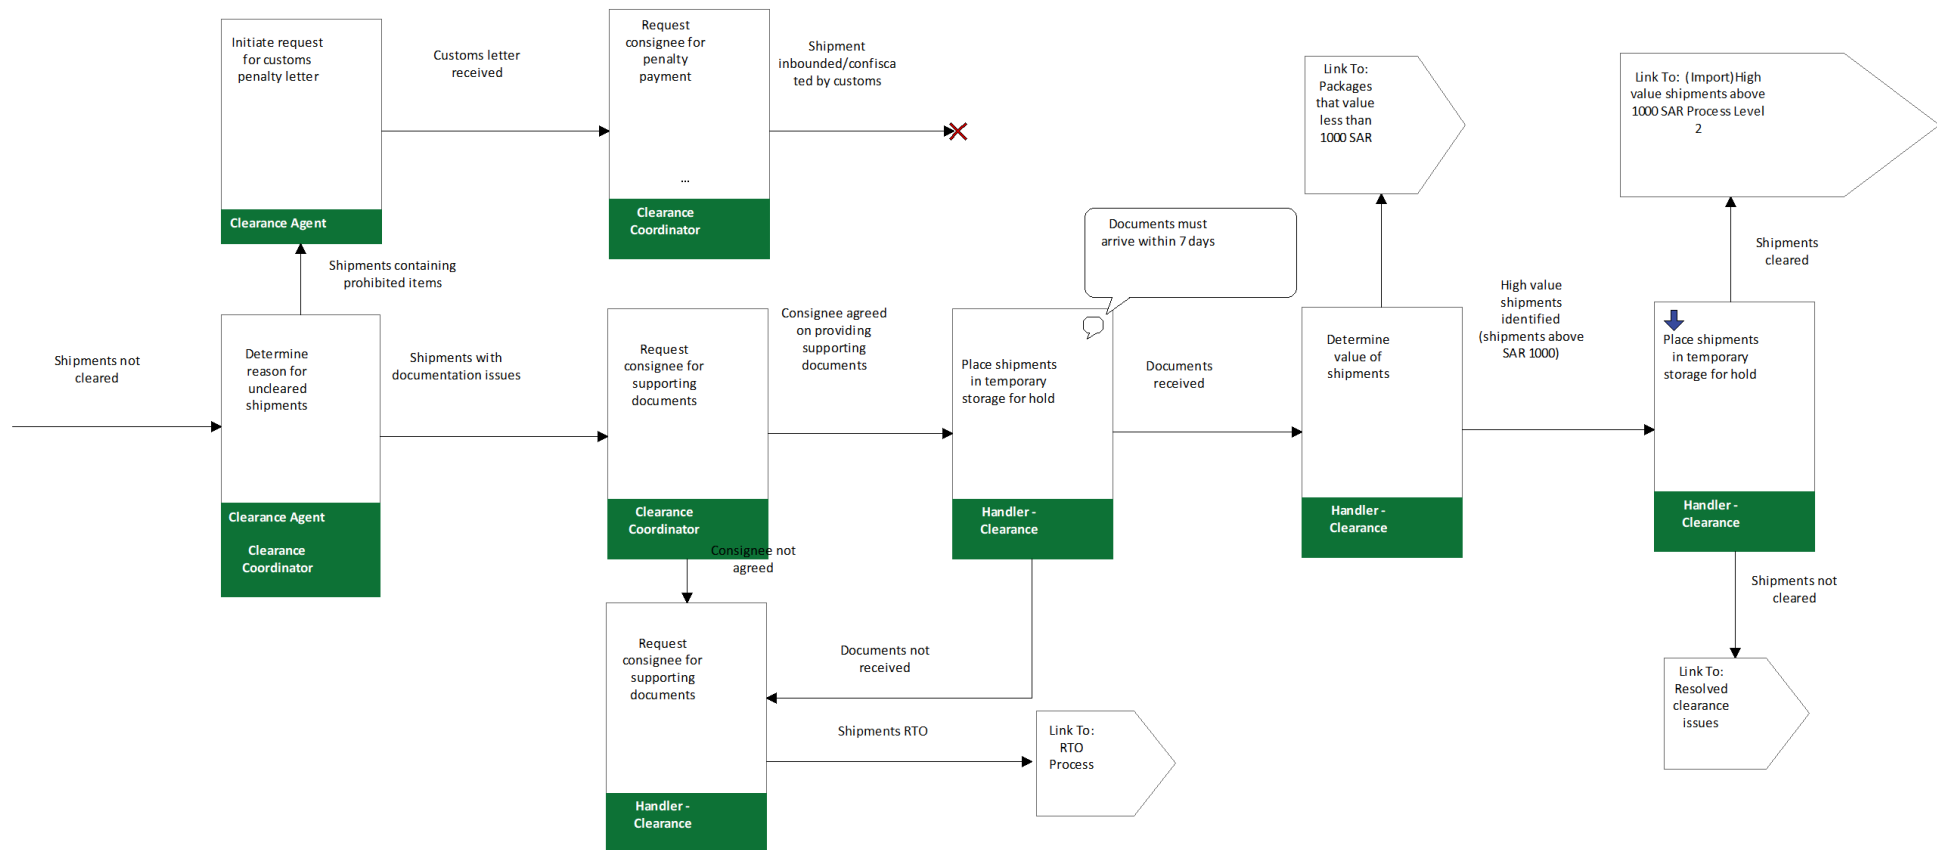 Initiate request
for customs
penalty letter
Clearance Agent
Customs letter
received
Request
consignee for
penalty
payment
...
Clearance
Coordinator
Shipment
inbounded/confisca
ted by customs
Link To:
Packages
that value
less than
1000 SAR
Link To: (Import)High
value shipments above
1000 SAR Process Level
2
Shipments containing
prohibited items
Documents must
arrive within 7 days
Shipments
cleared
Shipments not
cleared
Determine
reason for
uncleared
shipments
Clearance Agent
Clearance
Coordinator
Shipments with
documentation issues
Request
consignee for
supporting
documents
Clearance
Coordinator
Consignee agreed
on providing
supporting
documents
Place shipments
in temporary
storage for hold
Handler -
Clearance
Documents
received
Determine
value of
shipments
Handler -
Clearance
High value
shipments
identified
(shipments above
SAR 1000)
Place shipments
in temporary
storage for hold
Handler -
Clearance
Consignee not
agreed
Shipments not
cleared
Request
consignee for
supporting
documents
Handler -
Clearance
Documents not
received
Shipments RTO
Link To:
RTO
Process
Link To:
Resolved
clearance
issues